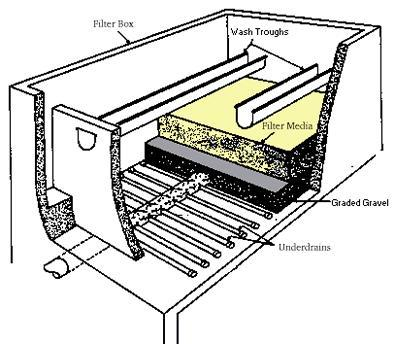 Filter Box
Wash Troughs
Filter Media
Graded Gravel
Underdrains